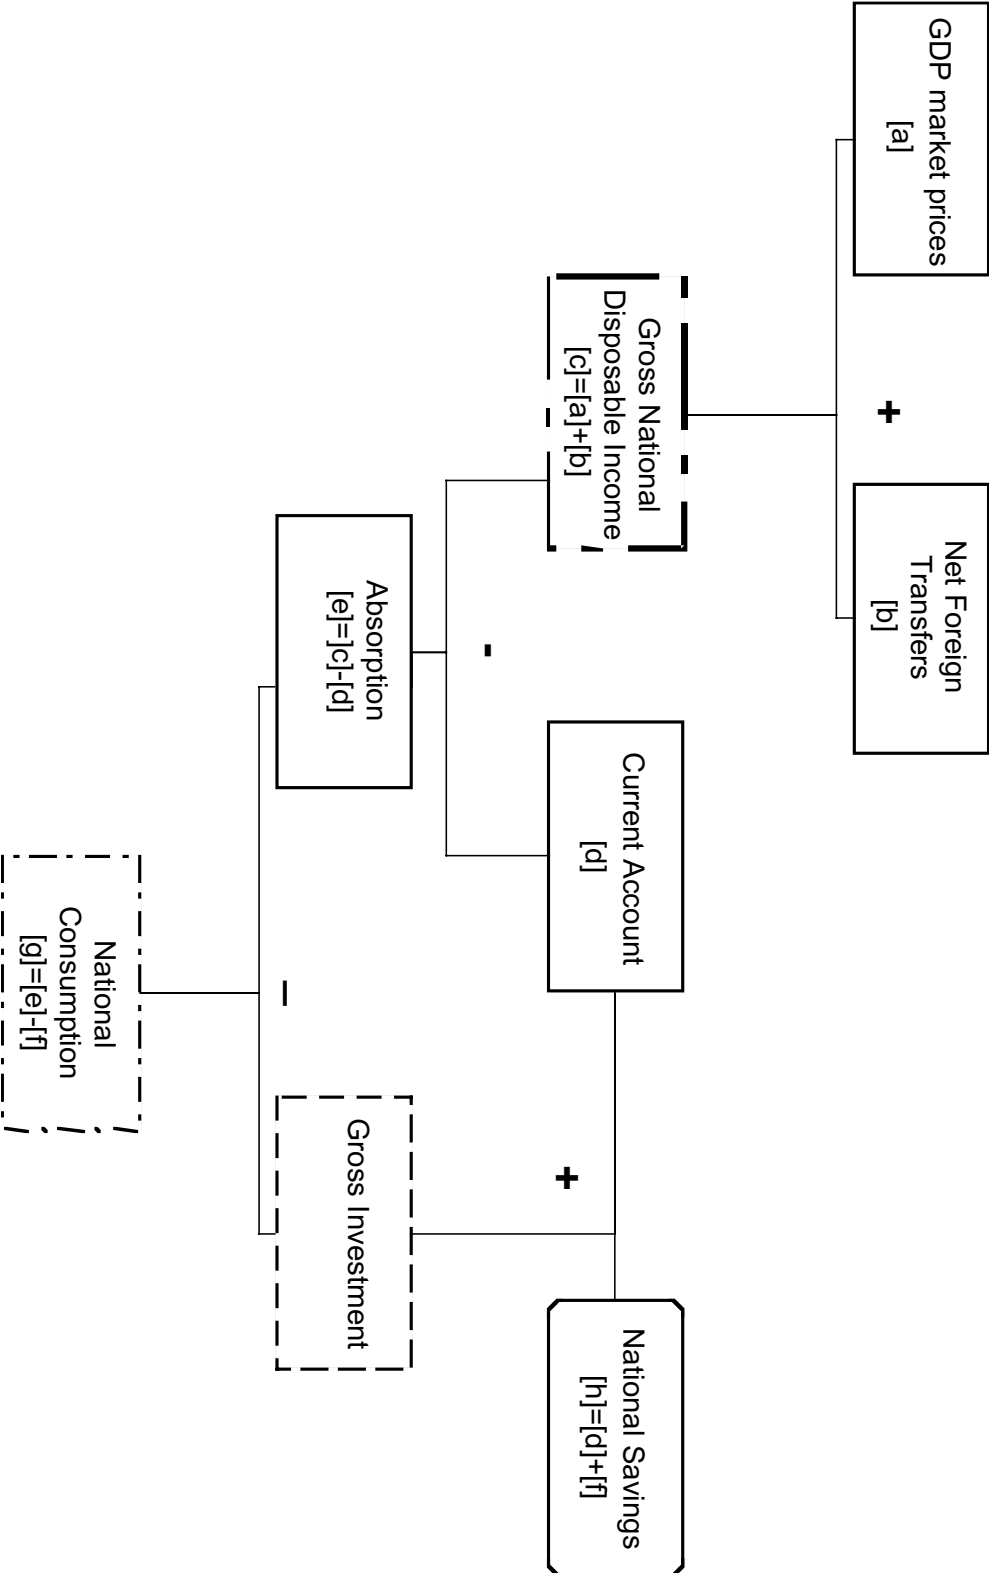 GDP market prices
[a]
+
Net Foreign
Transfers
[b]
Gross National
Disposable Income
[c]=[a]+[b]
-
Current Account
[d]
+
National Savings
[h]=[d]+[f]
Absorption
[e]=]c]-[d]
–
Gross Investment
National
Consumption
[g]=[e]-[f]